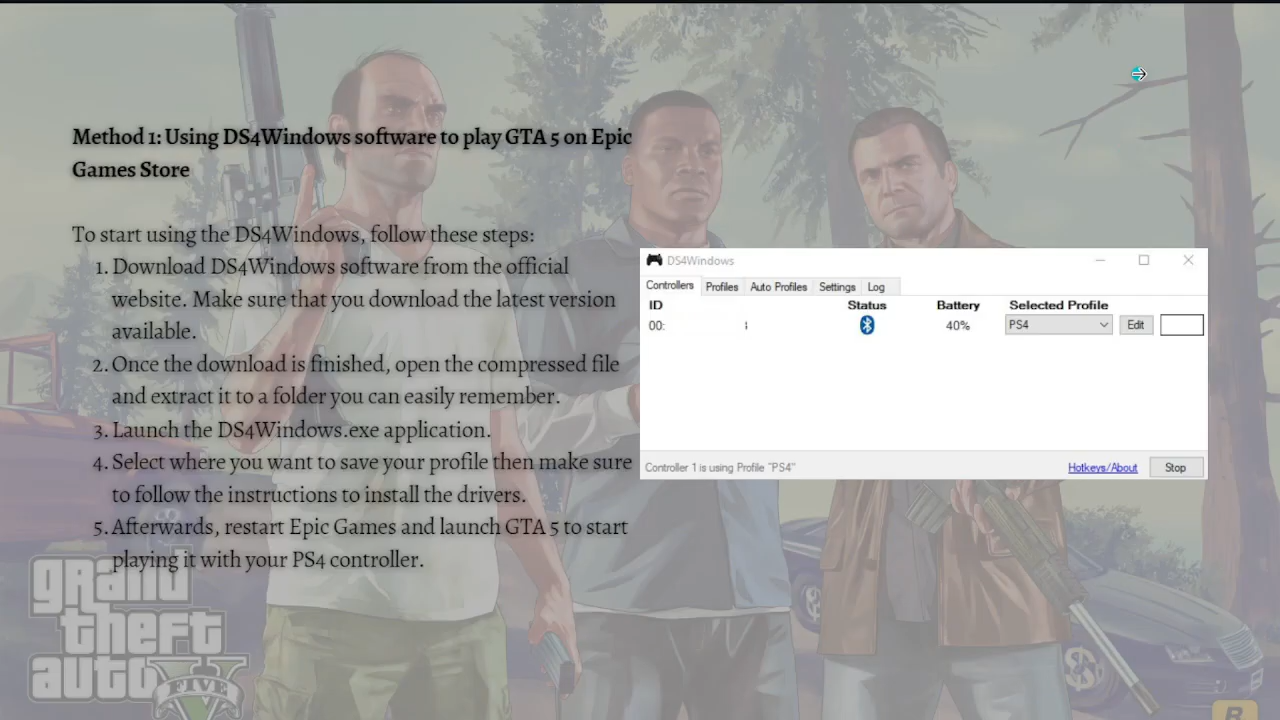 Method 1: Using DS4Windows software to play GTA 5 on Epic
Games Store
To start using the DS4Windows, follow these steps:
1. Download DS4Windows software from the official
website. Make sure that you download the latest version
available.
2. Once the download is finished, open the compressed file
and extract it to a folder you can easily remember.
3. Launch the DS4Windows.exe application.
4. Select where you want to save your profile then make sure
to follow the instructions to install the drivers.
5. Afterwards, restart Epic Games and launch GTA 5 to start
playing it with your PS4 controller.
DS4Windows
Controllers Profiles Auto Profiles Settings Log
ID Status Battery Selected Profile
00: 40% PS4 Edit
Controller 1 is using Profile "PS4" Hotkeys/About Stop
grand
theft
auto
FIVE
R